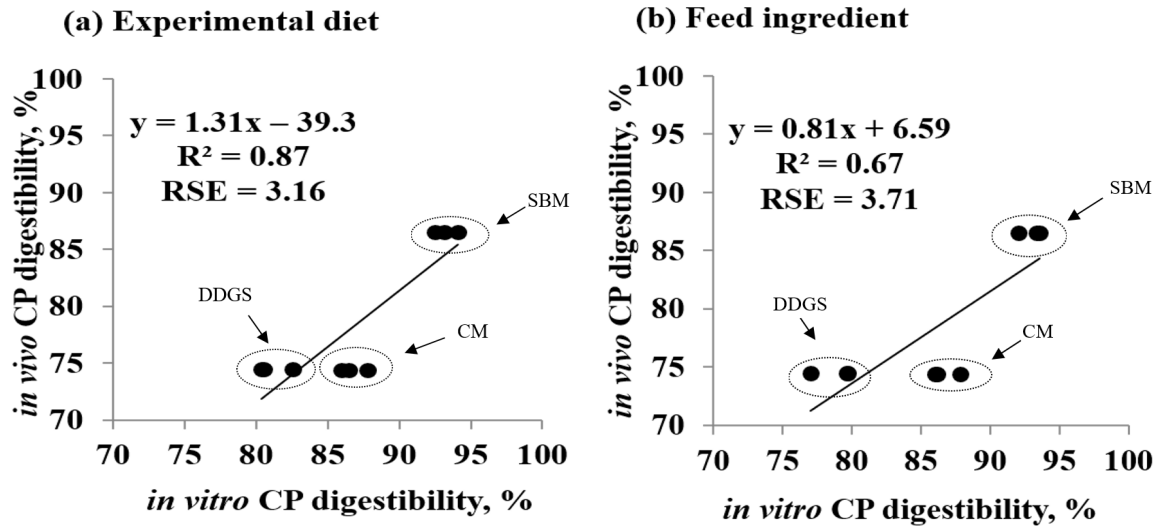 (a) Experimental diet
in vivo CP digestibility, %
100
95
90
85
80
75
70
y = 1.31x – 39.3
R² = 0.87
RSE = 3.16
SBM
DDGS
CM
70 75 80 85 90 95 100
in vitro CP digestibility, %
(b) Feed ingredient
in vivo CP digestibility, %
100
95
90
85
80
75
70
y = 0.81x + 6.59
R² = 0.67
RSE = 3.71
SBM
DDGS
CM
70 75 80 85 90 95 100
in vitro CP digestibility, %